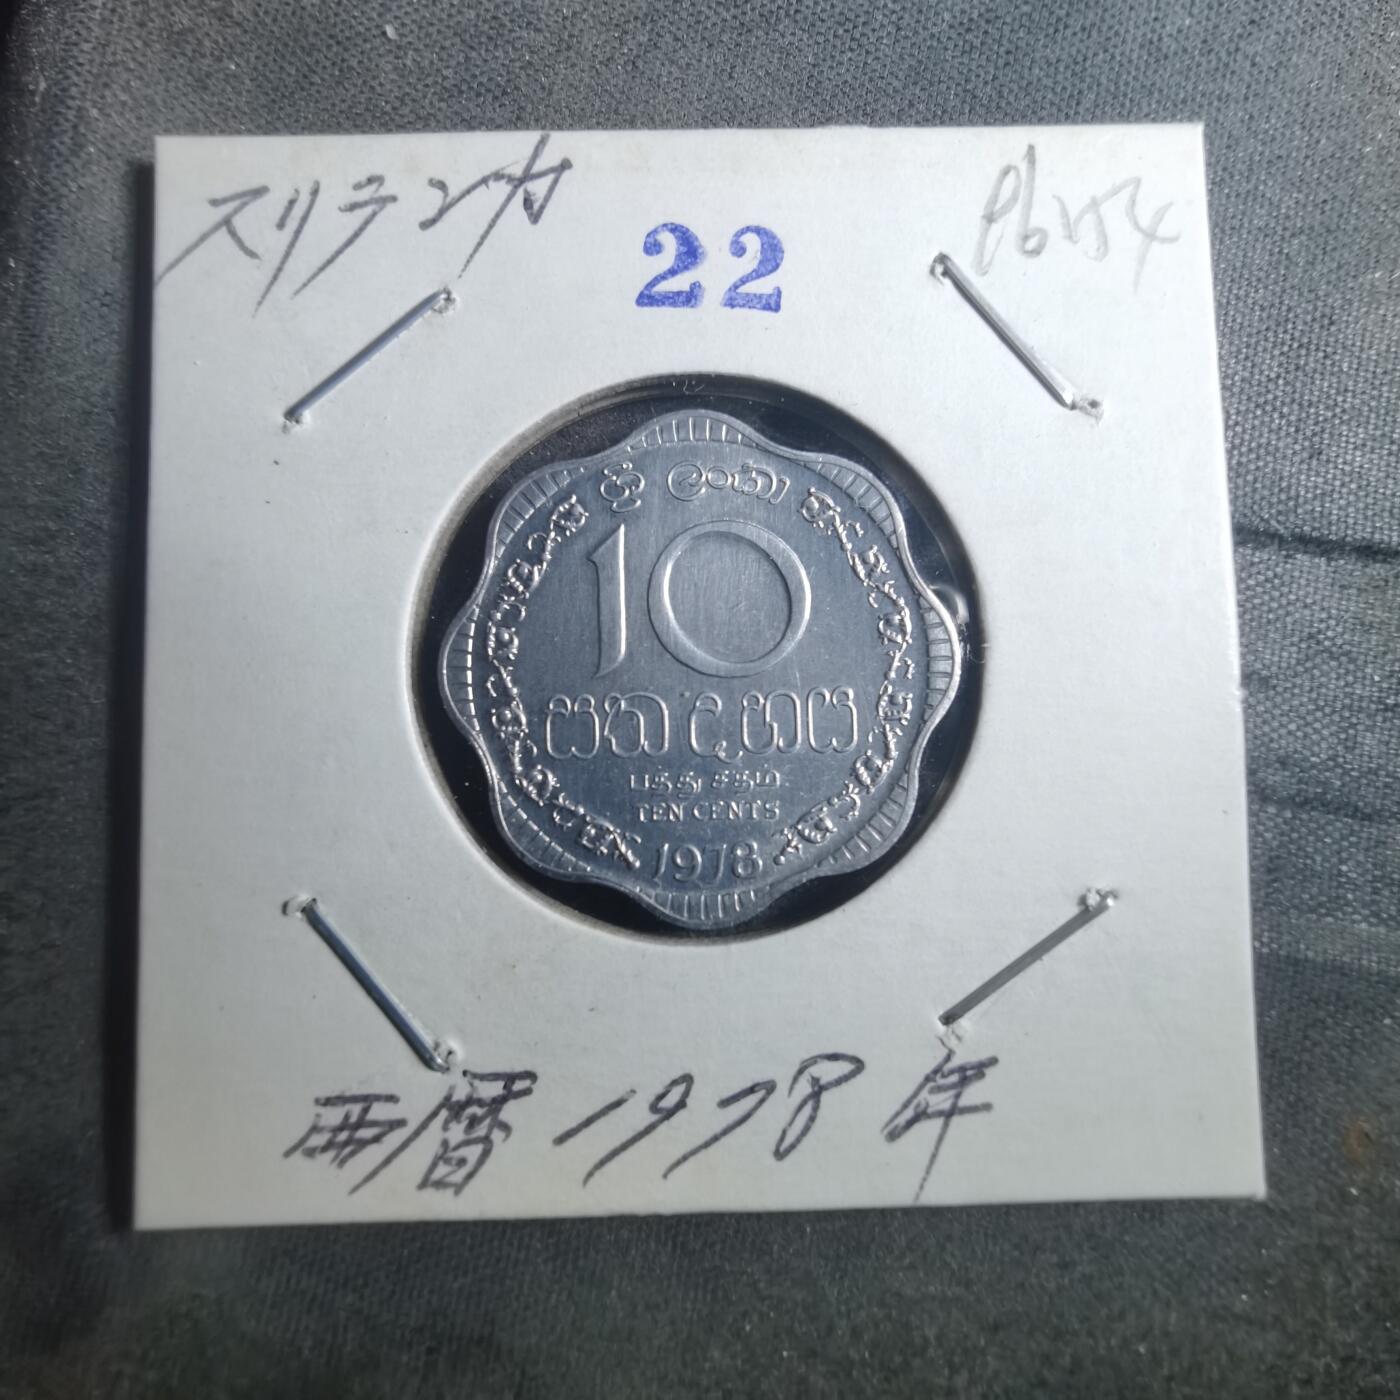 スリランカ
22
ශ්‍රී ලංකා
10
සත දහය
பத்து சதம்
TEN CENTS
1978
西暦1978年